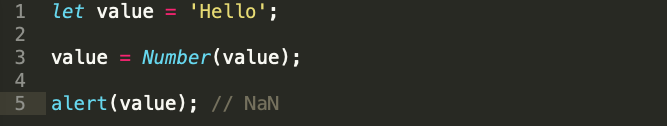 1 let value = 'Hello';
2
3 value = Number(value);
4
5 alert(value); // NaN